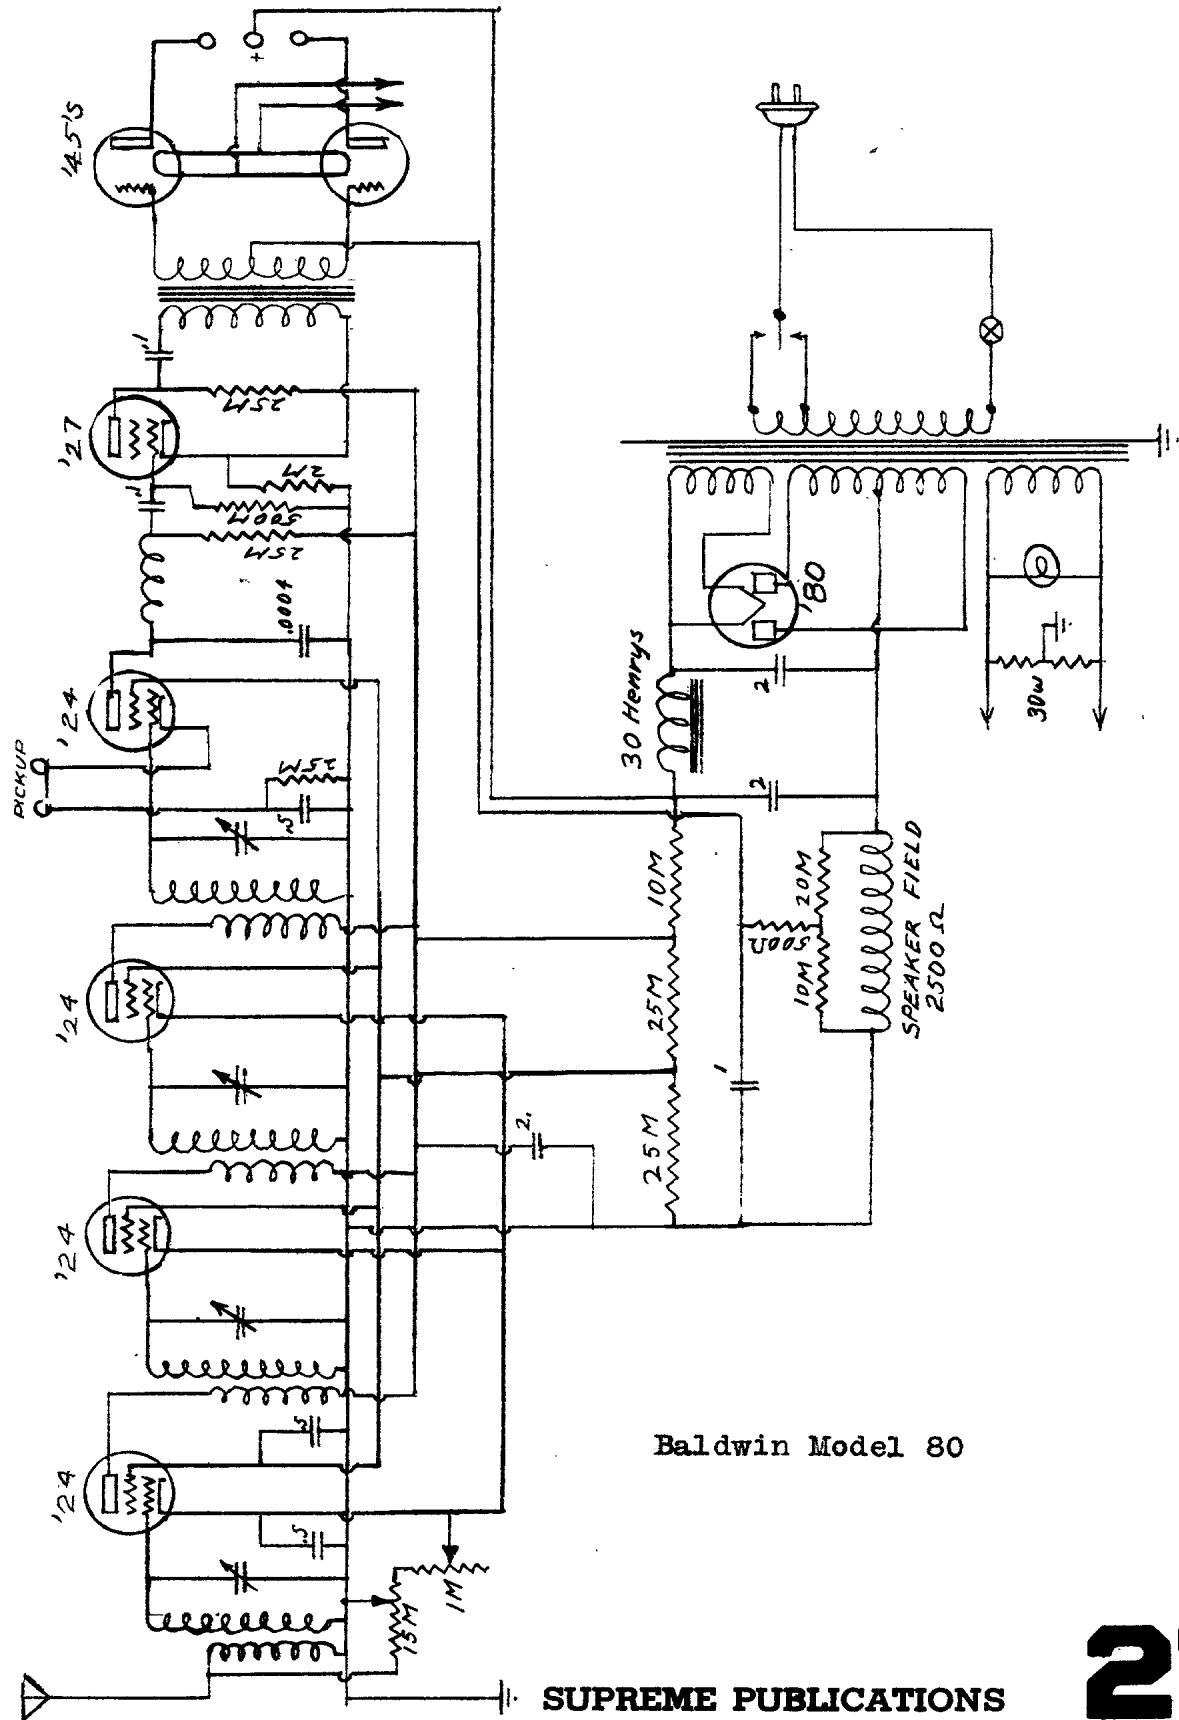 '45'S
+
.1
25M
'27
2M
.1
500M
25M
.0004
'24
PICKUP
25M
.5
'24
'24
.5
'24
.5
15M
1M
2.
'80
30 Henrys
2
2
30W
10M
25M
25M
1
500Ω
20M
10M
SPEAKER FIELD
2500 Ω
Baldwin Model 80
SUPREME PUBLICATIONS
2